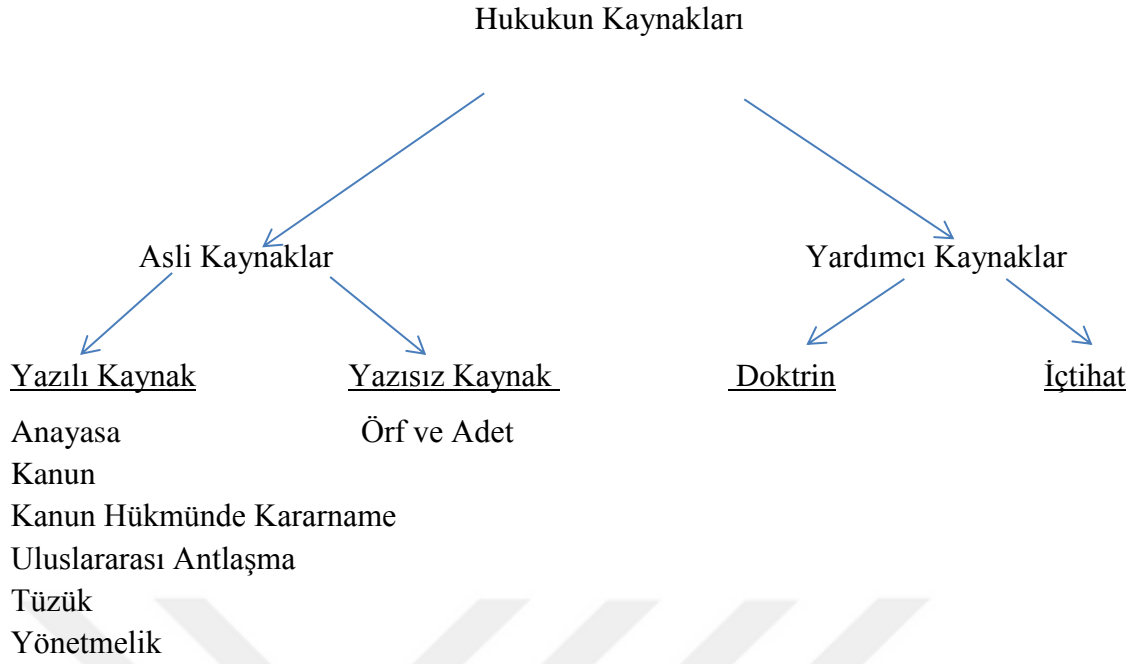 Hukukun Kaynakları
Asli Kaynaklar
Yardımcı Kaynaklar
Yazılı Kaynak
Yazısız Kaynak
Doktrin
İçtihat
Anayasa
Örf ve Adet
Kanun
Kanun Hükmünde Kararname
Uluslararası Antlaşma
Tüzük
Yönetmelik